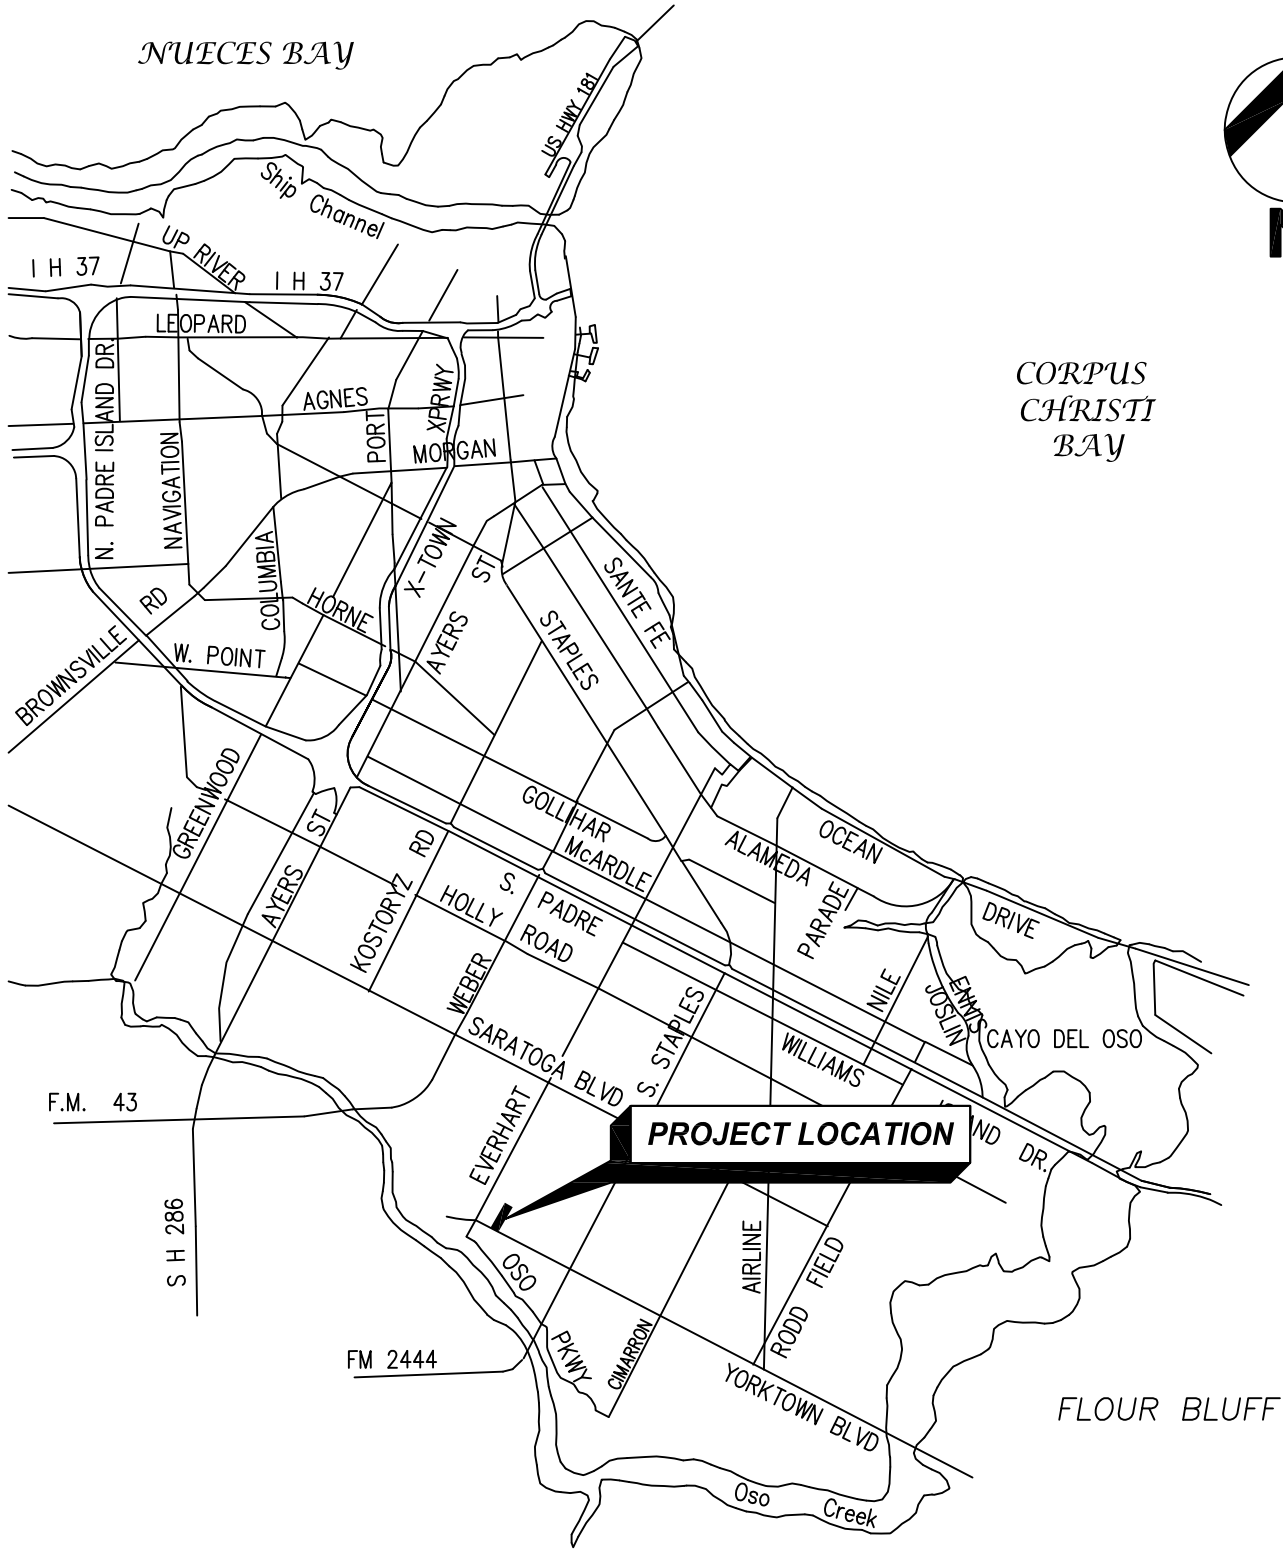 NUECES BAY
US HWY 181
Ship Channel
UP RIVER
I H 37
I H 37
LEOPARD
N. PADRE ISLAND DR.
AGNES
PORT
XPRWY
MORGAN
NAVIGATION
CORPUS
CHRISTI
BAY
COLUMBIA
X-TOWN
AYERS ST
HORNE
SANTE FE
STAPLES
BROWNSVILLE RD
W. POINT
GREENWOOD
AYERS ST
KOSTORYZ RD
GOLLIHAR
McARDLE
ALAMEDA
OCEAN
DRIVE
PARADE
S. PADRE
HOLLY ROAD
WEBER
NILE
ENNIS
JOSLIN
CAYO DEL OSO
SARATOGA BLVD
S. STAPLES
WILLIAMS
F.M. 43
EVERHART
PROJECT LOCATION
ND DR.
S H 286
AIRLINE
RODD FIELD
OSO PKWY
CIMARRON
FM 2444
YORKTOWN BLVD
FLOUR BLUFF
Oso Creek